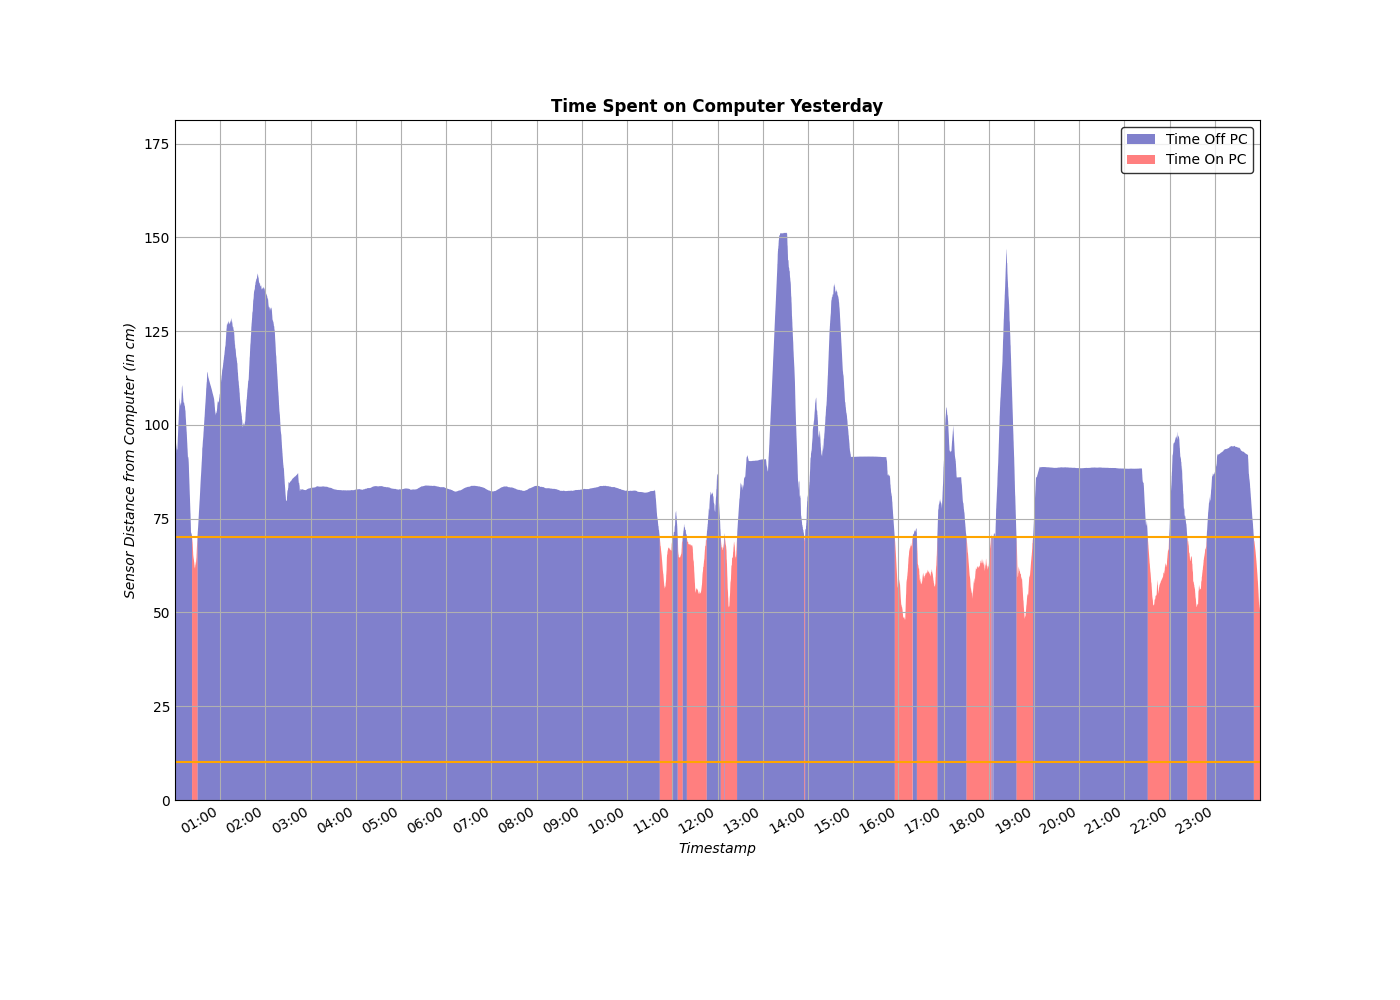 Time Spent on Computer Yesterday
Time Off PC
Time On PC
Sensor Distance from Computer (in cm)
175
150
125
100
75
50
25
0
01:00 02:00 03:00 04:00 05:00 06:00 07:00 08:00 09:00 10:00 11:00 12:00 13:00 14:00 15:00 16:00 17:00 18:00 19:00 20:00 21:00 22:00 23:00
Timestamp